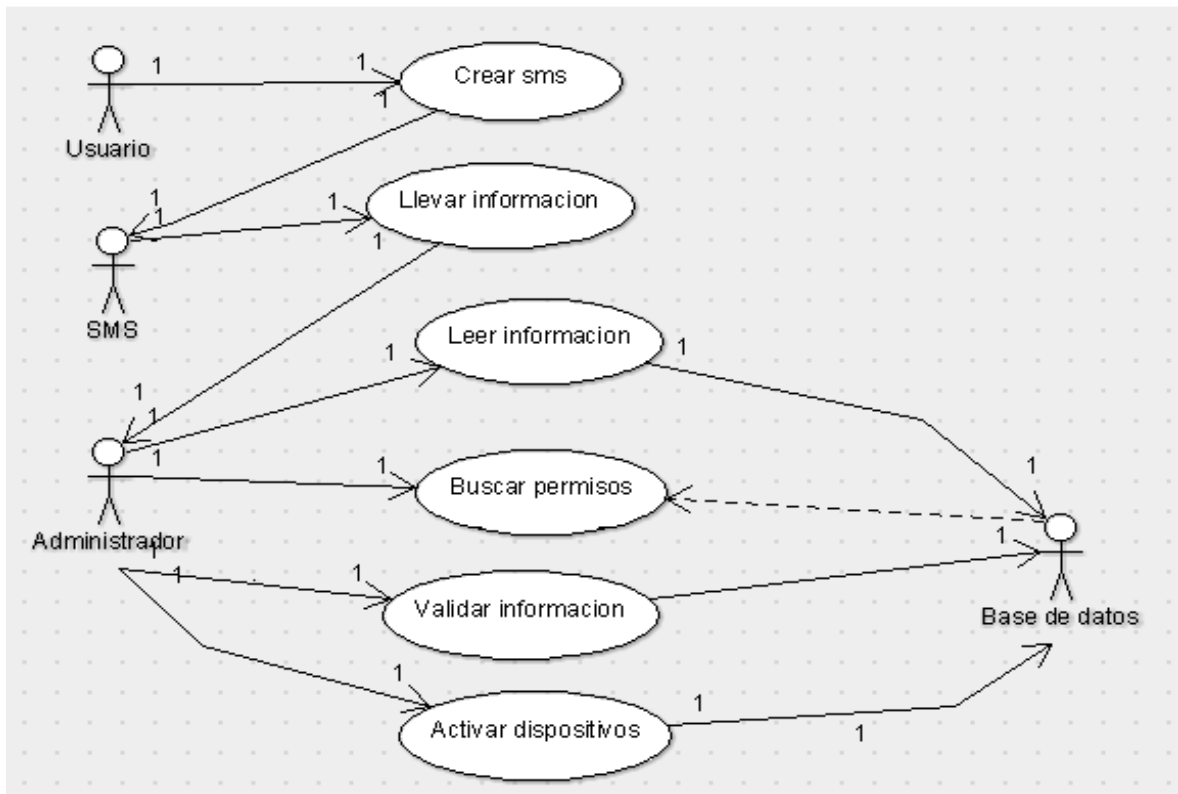 1
1
Crear sms
1
Usuario
1
1
1
Llevar informacion
1
SMS
Leer informacion
1
1
1
1
1
1
Buscar permisos
1
Administrador
1
1
1
1
Validar informacion
Base de datos
1
1
Activar dispositivos
1